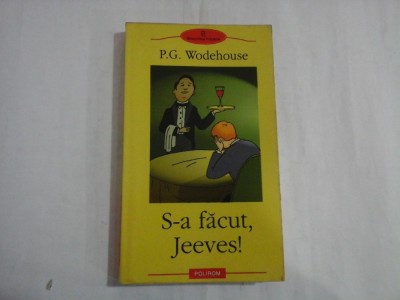 P.G. Wodehouse
S-a făcut,
Jeeves!
POLIROM